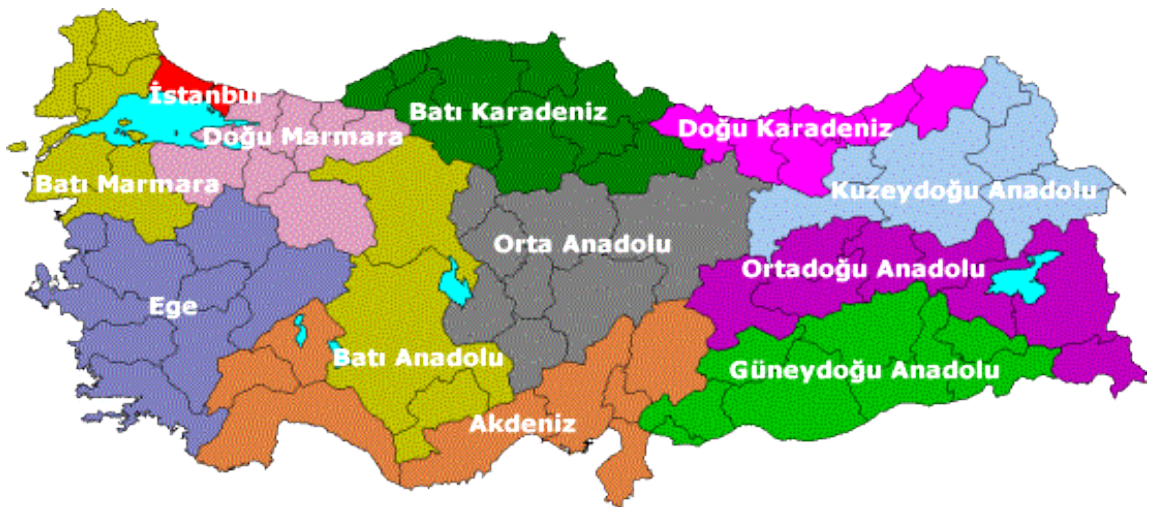 İstanbul
Batı Karadeniz
Doğu Karadeniz
Doğu Marmara
Batı Marmara
Kuzeydoğu Anadolu
Orta Anadolu
Ortadoğu Anadolu
Ege
Batı Anadolu
Güneydoğu Anadolu
Akdeniz